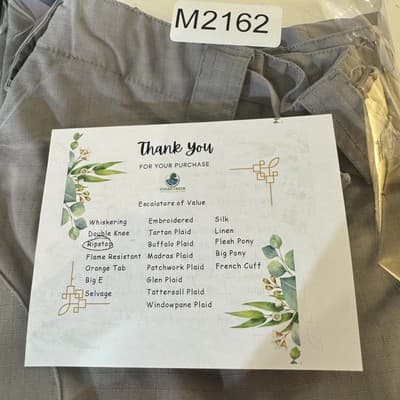 M2162
Thank You
FOR YOUR PURCHASE
Escalators of Value
Whiskering
Double Knee
Ripstop
Flame Resistant
Orange Tab
Big E
Selvage
Embroidered
Tartan Plaid
Buffalo Plaid
Madras Plaid
Patchwork Plaid
Glen Plaid
Tattersall Plaid
Windowpane Plaid
Silk
Linen
Flesh Pony
Big Pony
French Cuff